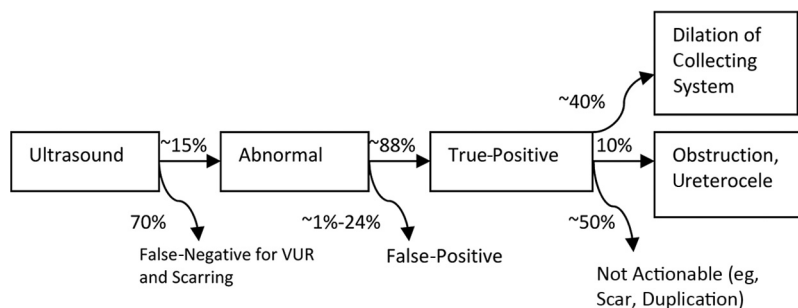 Dilation of
Collecting
System
~40%
Ultrasound
~15%
Abnormal
~88%
True-Positive
10%
Obstruction,
Ureterocele
70%
~1%-24%
~50%
False-Negative for VUR
and Scarring
False-Positive
Not Actionable (eg,
Scar, Duplication)